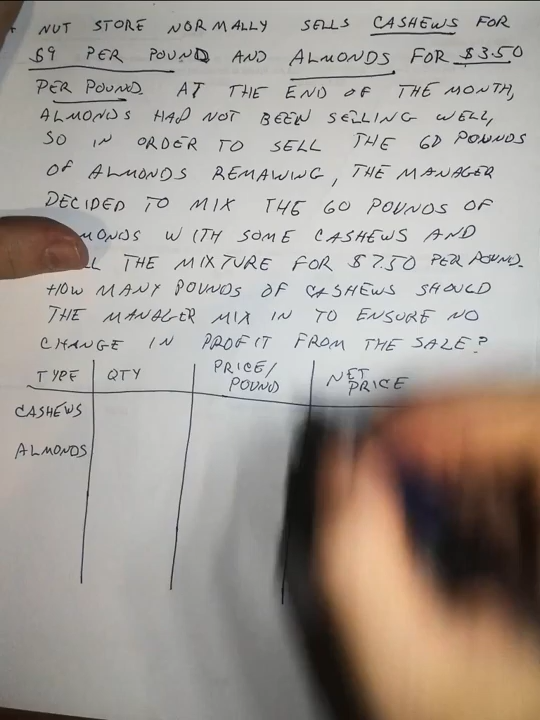 NUT STORE NORMALLY SELLS CASHEWS FOR
$9 PER POUND AND ALMONDS FOR $3.50
PER POUND. AT THE END OF THE MONTH,
ALMONDS HAD NOT BEEN SELLING WELL,
SO IN ORDER TO SELL THE 60 POUNDS
OF ALMONDS REMAINING, THE MANAGER
DECIDED TO MIX THE 60 POUNDS OF
MONDS WITH SOME CASHEWS AND
LL THE MIXTURE FOR $7.50 PER POUND.
HOW MANY POUNDS OF CASHEWS SHOULD
THE MANAGER MIX IN TO ENSURE NO
CHANGE IN PROFIT FROM THE SALE?
TYPE QTY PRICE/ NET
POUND PRICE
CASHEWS
ALMONDS